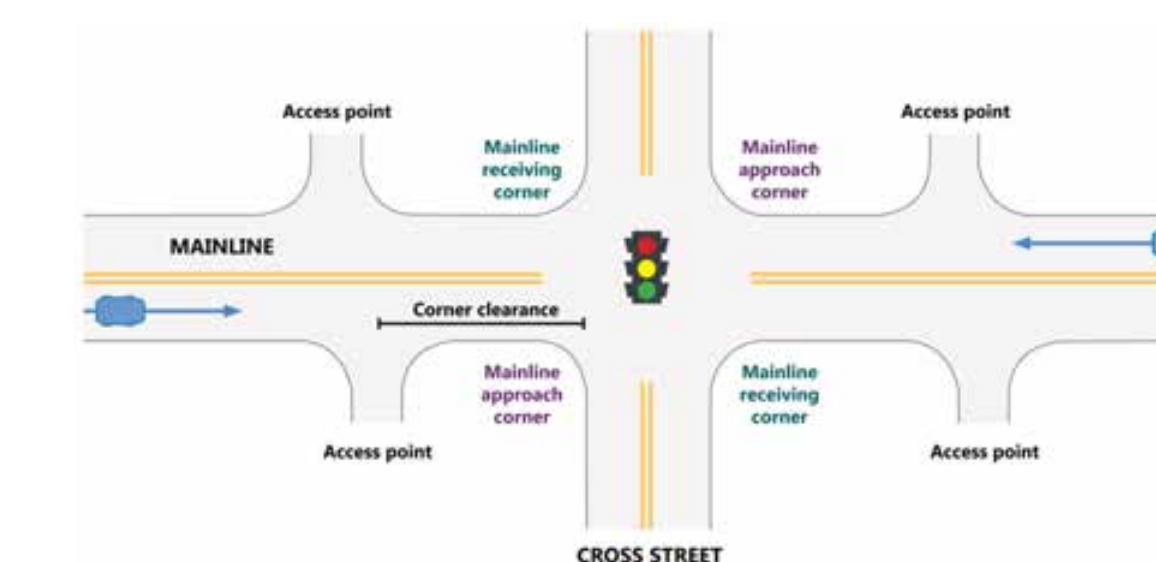 Access point
Access point
Mainline
receiving
corner
Mainline
approach
corner
MAINLINE
Corner clearance
Mainline
approach
corner
Mainline
receiving
corner
Access point
Access point
CROSS STREET